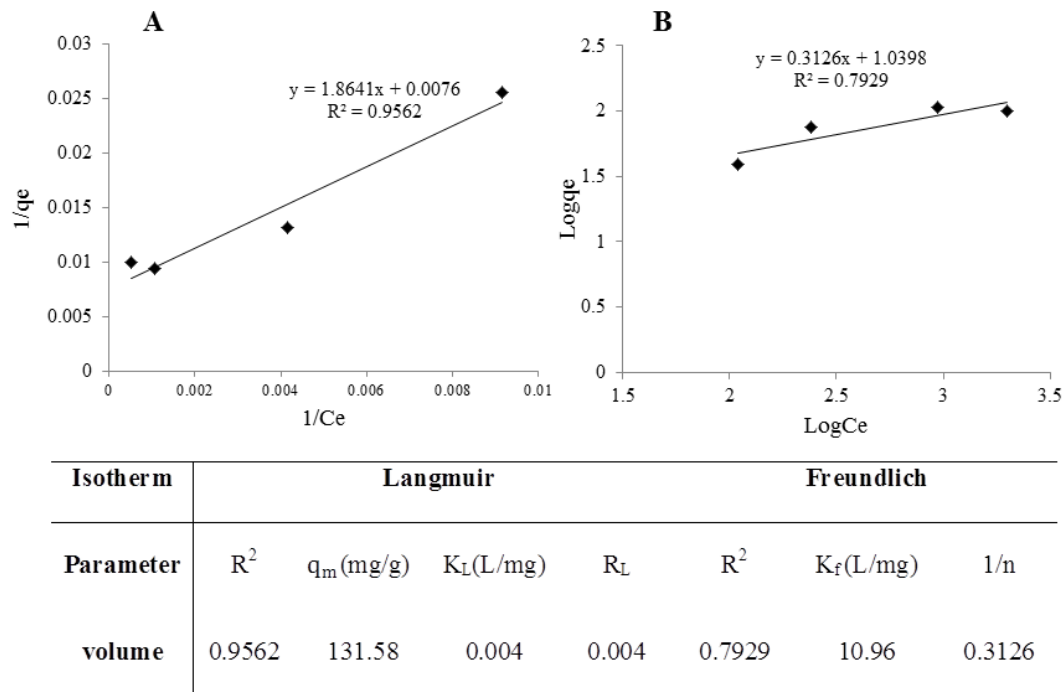 A
y = 1.8641x + 0.0076
R² = 0.9562
0.03
0.025
0.02
0.015
0.01
0.005
0
1/qe
0
0.002
0.004
0.006
0.008
0.01
1/Ce
B
y = 0.3126x + 1.0398
R² = 0.7929
2.5
2
1.5
1
0.5
0
Logqe
1.5
2
2.5
3
3.5
LogCe
Isotherm Langmuir Freundlich
Parameter R² qₘ(mg/g) K_L(L/mg) R_L R² K_f(L/mg) 1/n
volume 0.9562 131.58 0.004 0.004 0.7929 10.96 0.3126